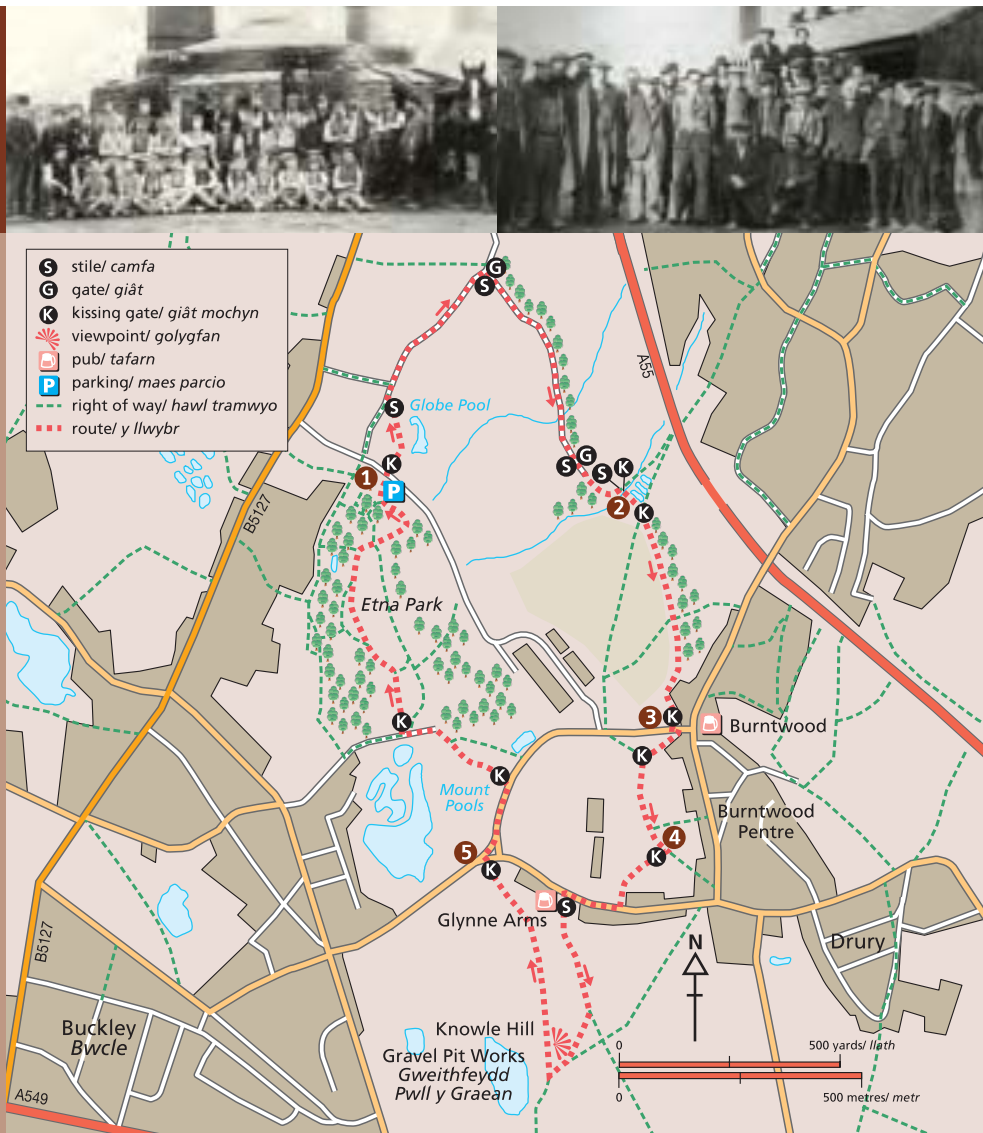 S stile/ camfa
G gate/ giât
K kissing gate/ giât mochyn
viewpoint/ golygfan
pub/ tafarn
P parking/ maes parcio
right of way/ hawl tramwyo
route/ y llwybr
G
S
A55
S
Globe Pool
K
1
P
S
G
S
K
2
K
B5127
Etna Park
K
3
K
Burntwood
K
K
Mount
Pools
Burntwood
Pentre
4
K
5
K
S
Glynne Arms
B5127
Drury
N
Buckley
Bwcle
Knowle Hill
Gravel Pit Works
Gweithfeydd
Pwll y Graean
0
500 yards/ llath
0
500 metres/ metr
A549